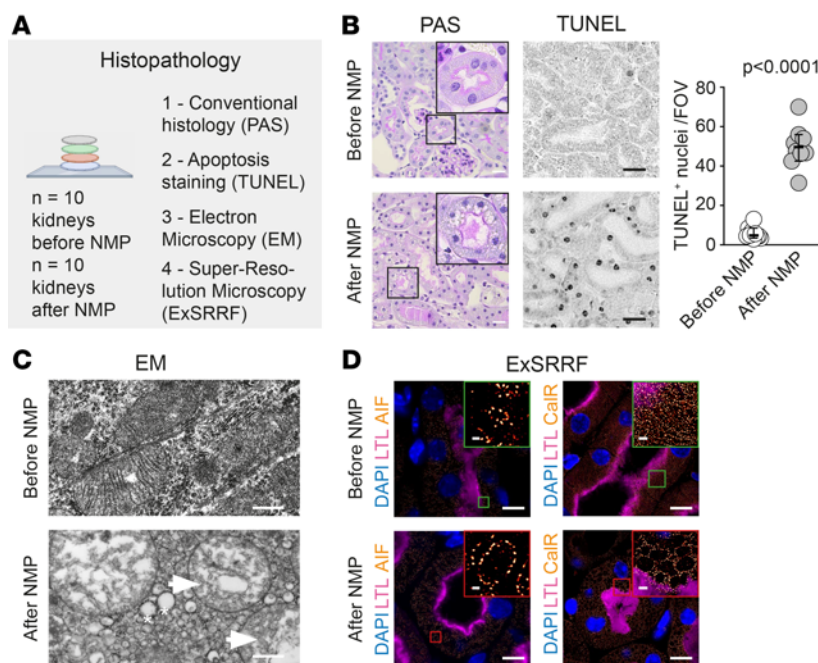 A
Histopathology
n = 10
kidneys
before NMP
n = 10
kidneys
after NMP
1 - Conventional
histology (PAS)
2 - Apoptosis
staining (TUNEL)
3 - Electron
Microscopy (EM)
4 - Super-Reso-
lution Microscopy
(ExSRRF)
B
PAS
TUNEL
Before NMP
After NMP
p<0.0001
TUNEL+ nuclei /FOV
80
60
40
20
0
Before NMP
After NMP
C
EM
Before NMP
After NMP
*
*
D
ExSRRF
Before NMP
DAPI LTL AIF
DAPI LTL CalR
After NMP
DAPI LTL AIF
DAPI LTL CalR